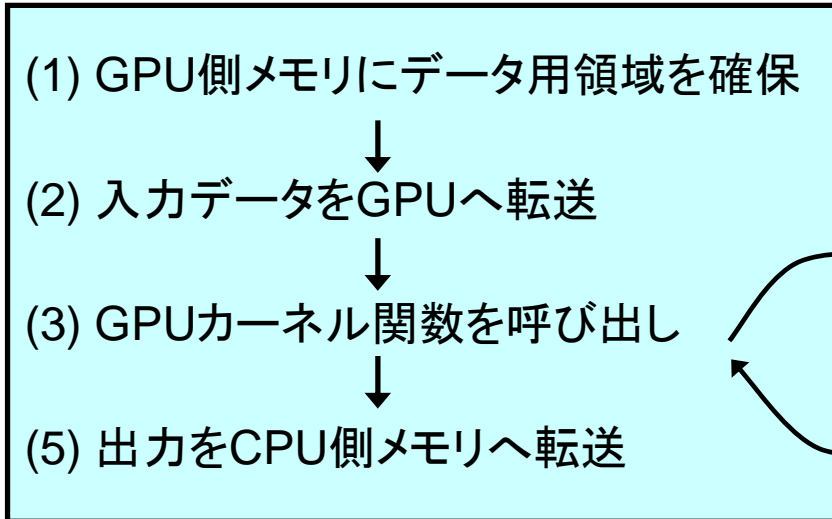 (1) GPU側メモリにデータ用領域を確保
(2) 入力データをGPUへ転送
(3) GPUカーネル関数を呼び出し
(5) 出力をCPU側メモリへ転送